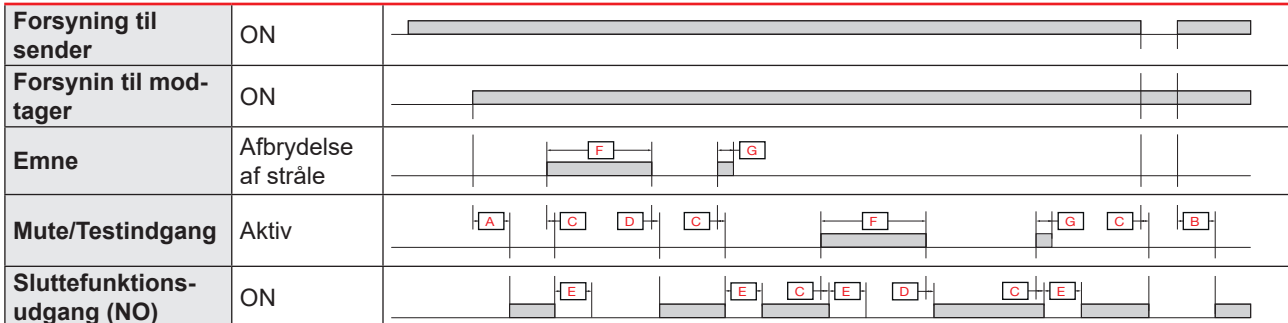 Forsyning til
sender
ON
Forsynin til mod-
tager
ON
Emne
Afbrydelse
af stråle
F
G
Mute/Testindgang
Aktiv
A
C
D
C
F
G
C
B
Sluttefunktions-
udgang (NO)
ON
E
E
C
E
D
C
E